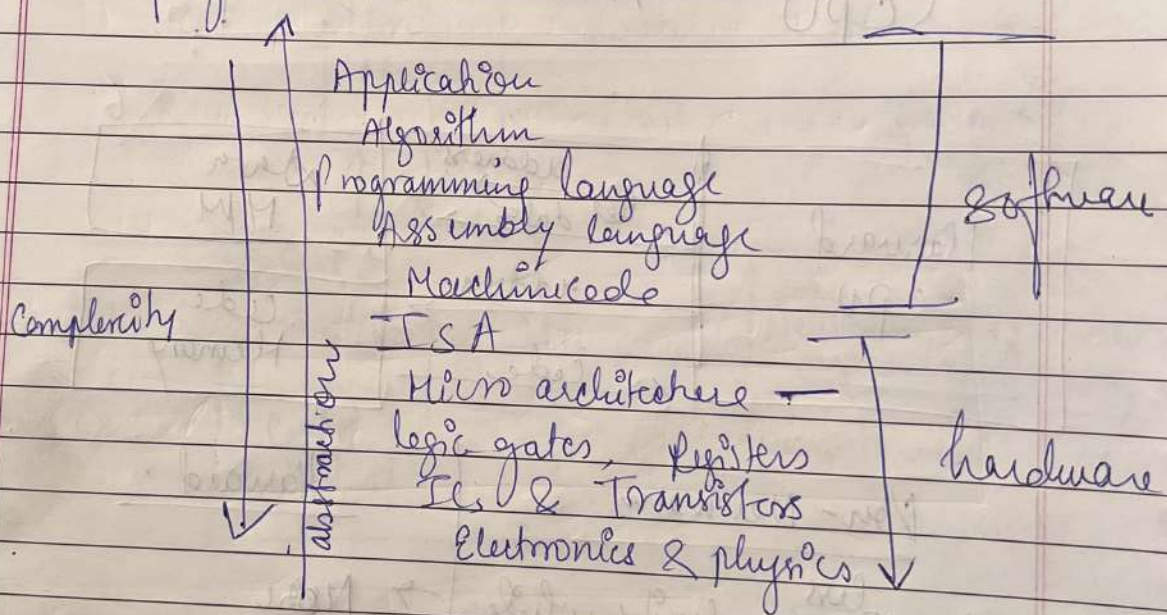 Application
Algorithm
Programming language
Assembly language
Machinecode
ISA
Micro architecture —
logic gates, Registers
ICs & Transistors
Electronics & physics
Complexity
abstraction
Software
hardware